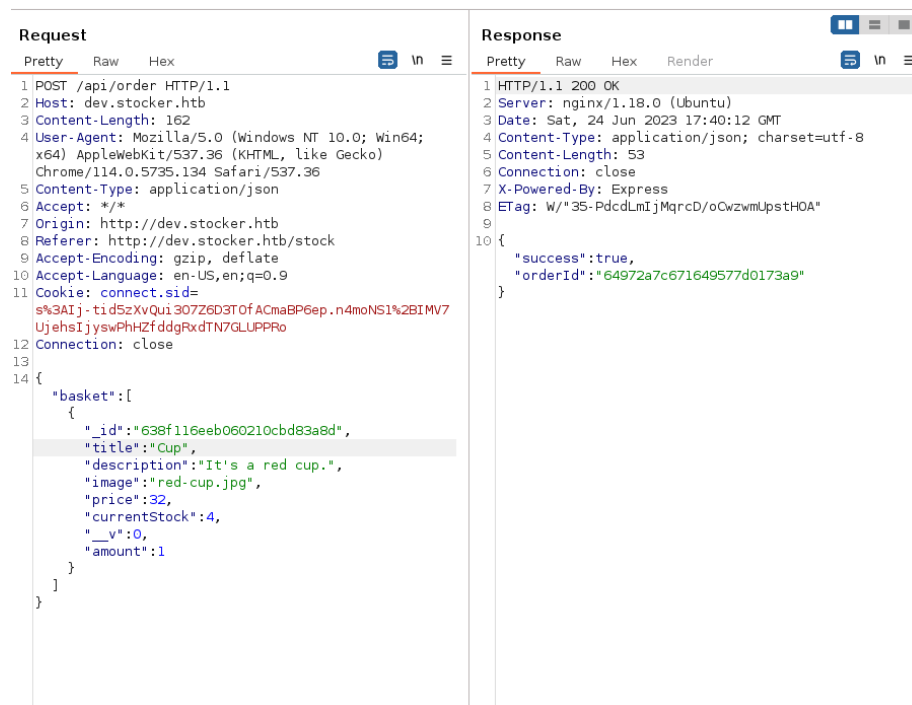 Request
Pretty Raw Hex
\n
1 POST /api/order HTTP/1.1
2 Host: dev.stocker.htb
3 Content-Length: 162
4 User-Agent: Mozilla/5.0 (Windows NT 10.0; Win64;
x64) AppleWebKit/537.36 (KHTML, like Gecko)
Chrome/114.0.5735.134 Safari/537.36
5 Content-Type: application/json
6 Accept: */*
7 Origin: http://dev.stocker.htb
8 Referer: http://dev.stocker.htb/stock
9 Accept-Encoding: gzip, deflate
10 Accept-Language: en-US,en;q=0.9
11 Cookie: connect.sid=
s%3AIj-tid5zXvQui3O7Z6D3TOfACmaBP6ep.n4moNSl%2BIMV7
UjehsIjyswPhHZfddgRxdTN7GLUPPRo
12 Connection: close
13
14 {
"basket":[
{
"_id":"638f116eeb060210cbd83a8d",
"title":"Cup",
"description":"It's a red cup.",
"image":"red-cup.jpg",
"price":32,
"currentStock":4,
"__v":0,
"amount":1
}
]
}
Response
Pretty Raw Hex Render
\n
1 HTTP/1.1 200 OK
2 Server: nginx/1.18.0 (Ubuntu)
3 Date: Sat, 24 Jun 2023 17:40:12 GMT
4 Content-Type: application/json; charset=utf-8
5 Content-Length: 53
6 Connection: close
7 X-Powered-By: Express
8 ETag: W/"35-PdcdLmIjMqrcD/oCwzwmUpstHOA"
9
10 {
"success":true,
"orderId":"64972a7c671649577d0173a9"
}